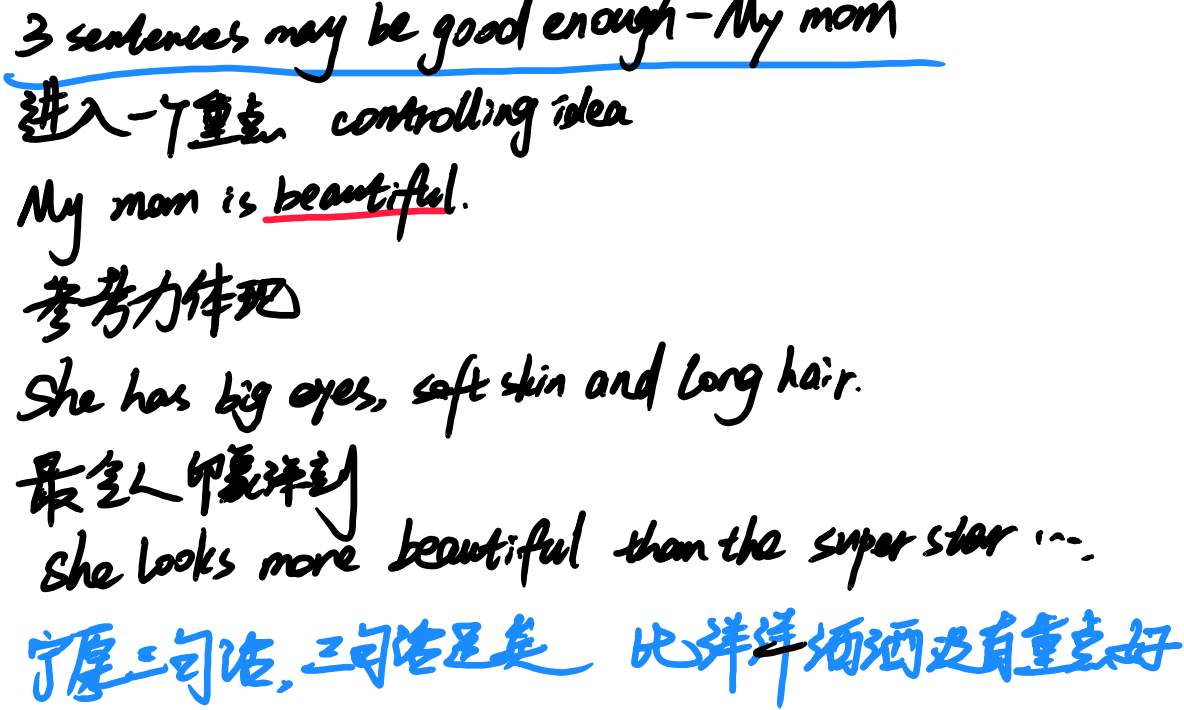 3 sentences may be good enough - My mom
进入一个重点 controlling idea
My mom is beautiful.
参考力体现
She has big eyes, soft skin and long hair.
最令人印象深刻
She looks more beautiful than the super star ....
宁愿三句话,三句话足矣 比洋洋洒洒没有重点好